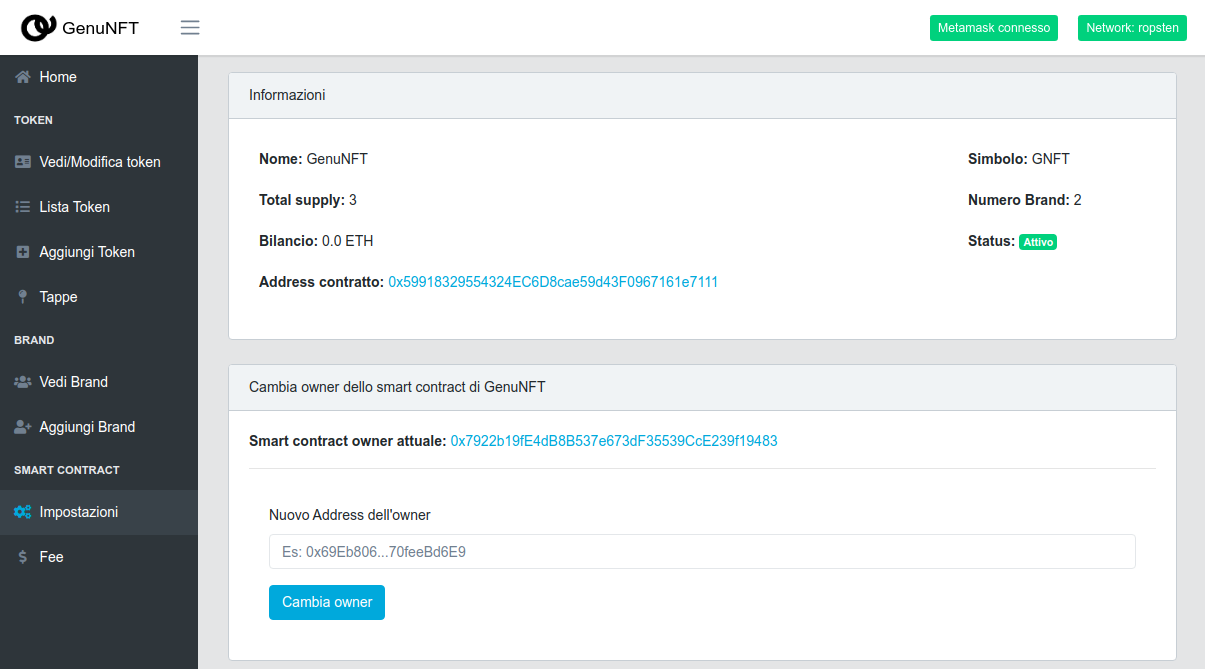 GenuNFT
Metamask connesso
Network: ropsten
Home
TOKEN
Vedi/Modifica token
Lista Token
Aggiungi Token
Tappe
BRAND
Vedi Brand
Aggiungi Brand
SMART CONTRACT
Impostazioni
Fee
Informazioni
Nome: GenuNFT
Simbolo: GNFT
Total supply: 3
Numero Brand: 2
Bilancio: 0.0 ETH
Status: Attivo
Address contratto: 0x59918329554324EC6D8cae59d43F0967161e7111
Cambia owner dello smart contract di GenuNFT
Smart contract owner attuale: 0x7922b19fE4dB8B537e673dF35539CcE239f19483
Nuovo Address dell'owner
Es: 0x69Eb806...70feeBd6E9
Cambia owner